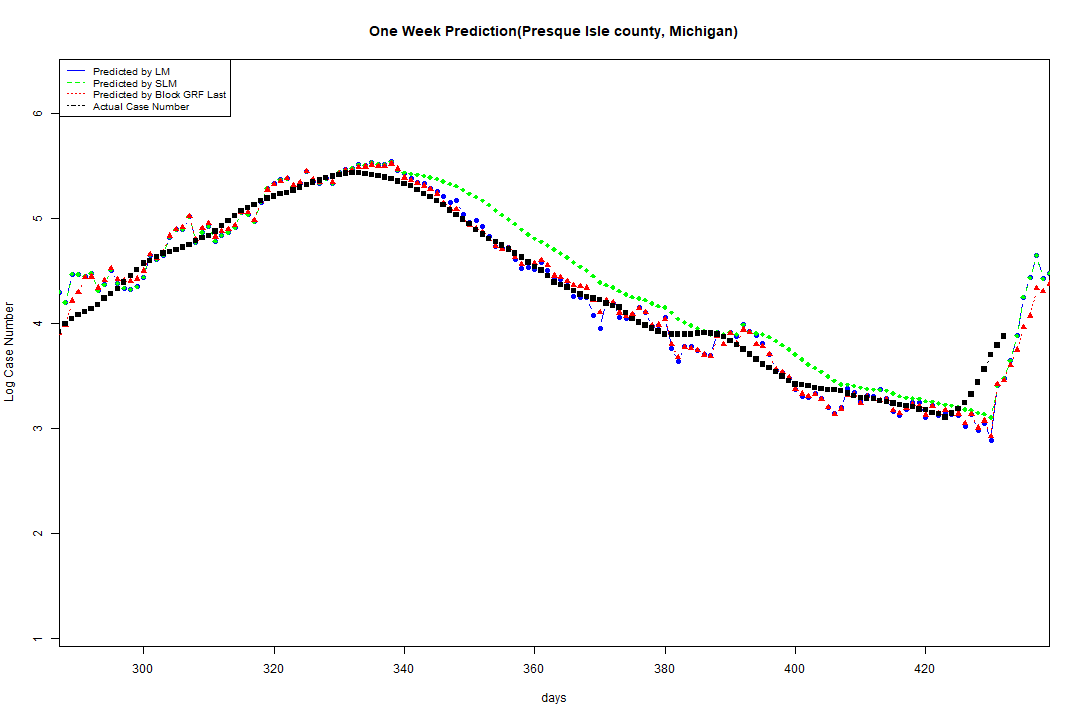 One Week Prediction(Presque Isle county, Michigan)
Predicted by LM
Predicted by SLM
Predicted by Block GRF Last
Actual Case Number
Log Case Number
6
5
4
3
2
1
300 320 340 360 380 400 420
days